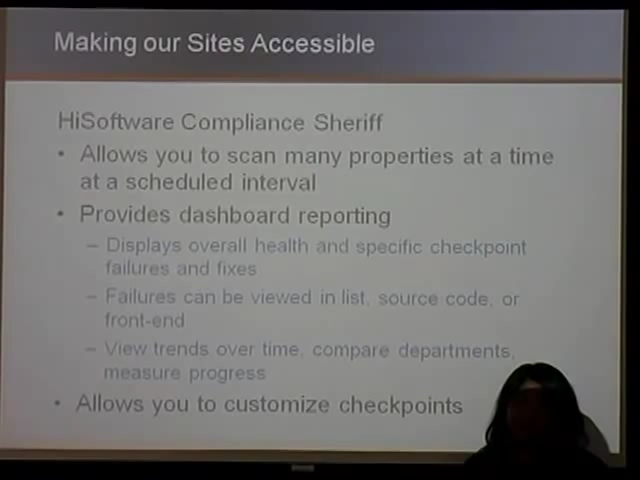 Making our Sites Accessible
HiSoftware Compliance Sheriff
• Allows you to scan many properties at a time
at a scheduled interval
• Provides dashboard reporting
– Displays overall health and specific checkpoint
failures and fixes
– Failures can be viewed in list, source code, or
front-end
– View trends over time, compare departments,
measure progress
• Allows you to customize checkpoints